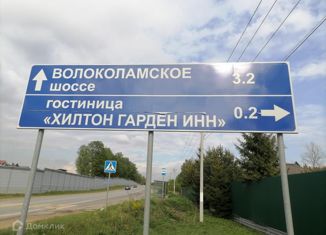 ВОЛОКОЛАМСКОЕ
шоссе 3.2
гостиница
«ХИЛТОН ГАРДЕН ИНН» 0.2
Домклик